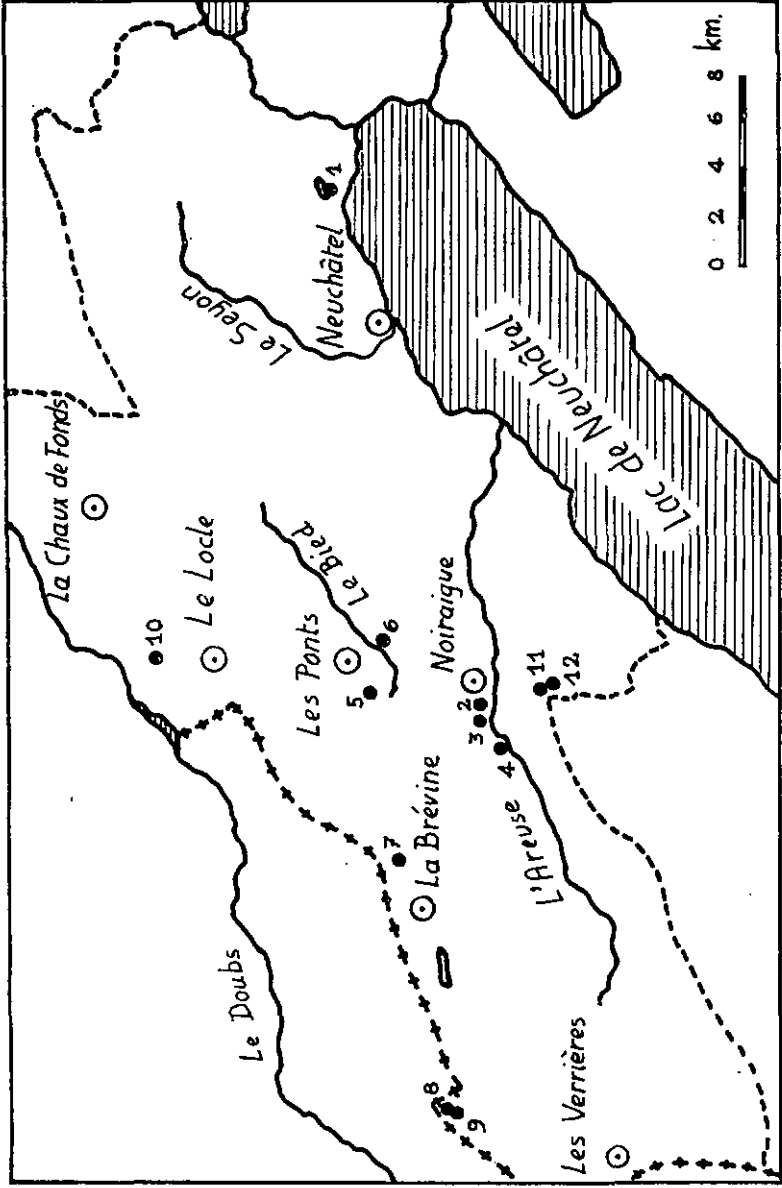 La Chaux de Fonds
10
Le Locle
Le Seyon
1
Neuchâtel
Le Bied
Les Ponts
5
6
Le Doubs
7
La Brévine
Noiraigue
3
2
4
11
12
L'Areuse
8
9
Les Verrières
Lac de Neuchâtel
0 2 4 6 8 km.